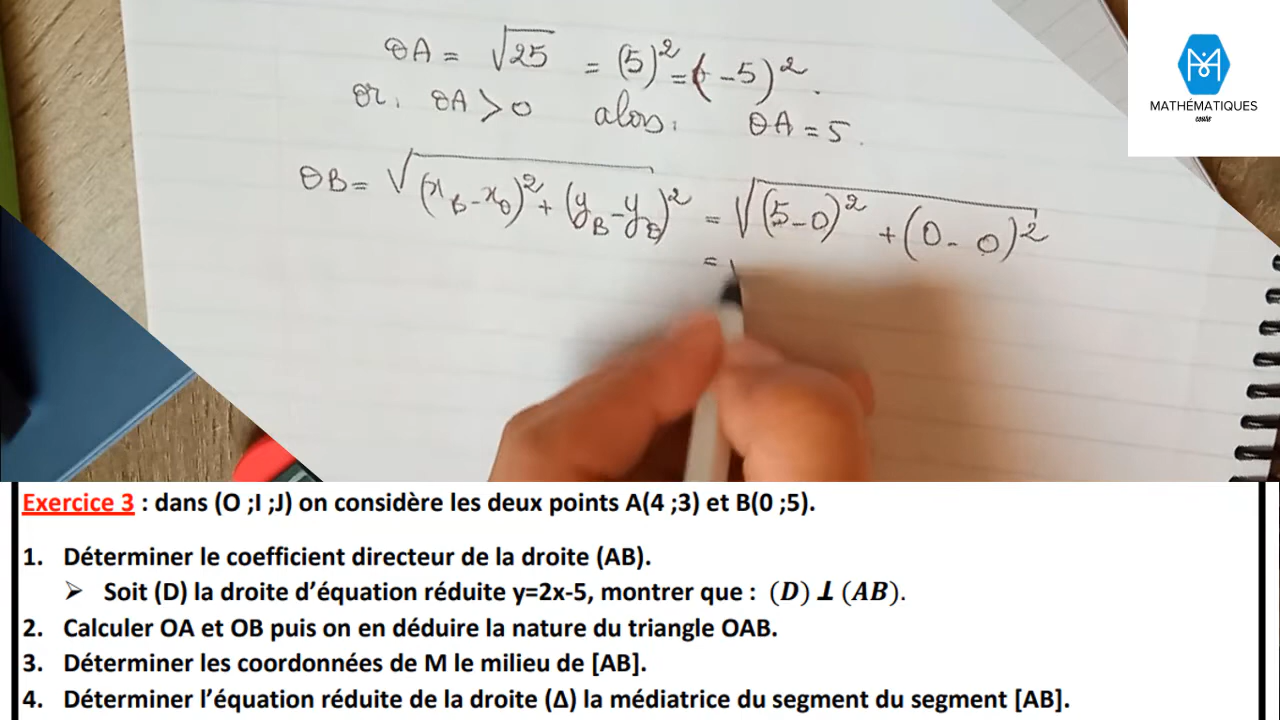 OA = √25 = (5)² = (-5)².
or. OA > 0 alors. OA = 5.
OB = √(x_B - x_O)² + (y_B - y_O)² = √(5-0)² + (0-0)²
= √
MATHÉMATIQUES
cours
Exercice 3 : dans (O ;I ;J) on considère les deux points A(4 ;3) et B(0 ;5).
1. Déterminer le coefficient directeur de la droite (AB).
➢ Soit (D) la droite d’équation réduite y=2x-5, montrer que : (D) ⊥ (AB).
2. Calculer OA et OB puis on en déduire la nature du triangle OAB.
3. Déterminer les coordonnées de M le milieu de [AB].
4. Déterminer l’équation réduite de la droite (Δ) la médiatrice du segment du segment [AB].